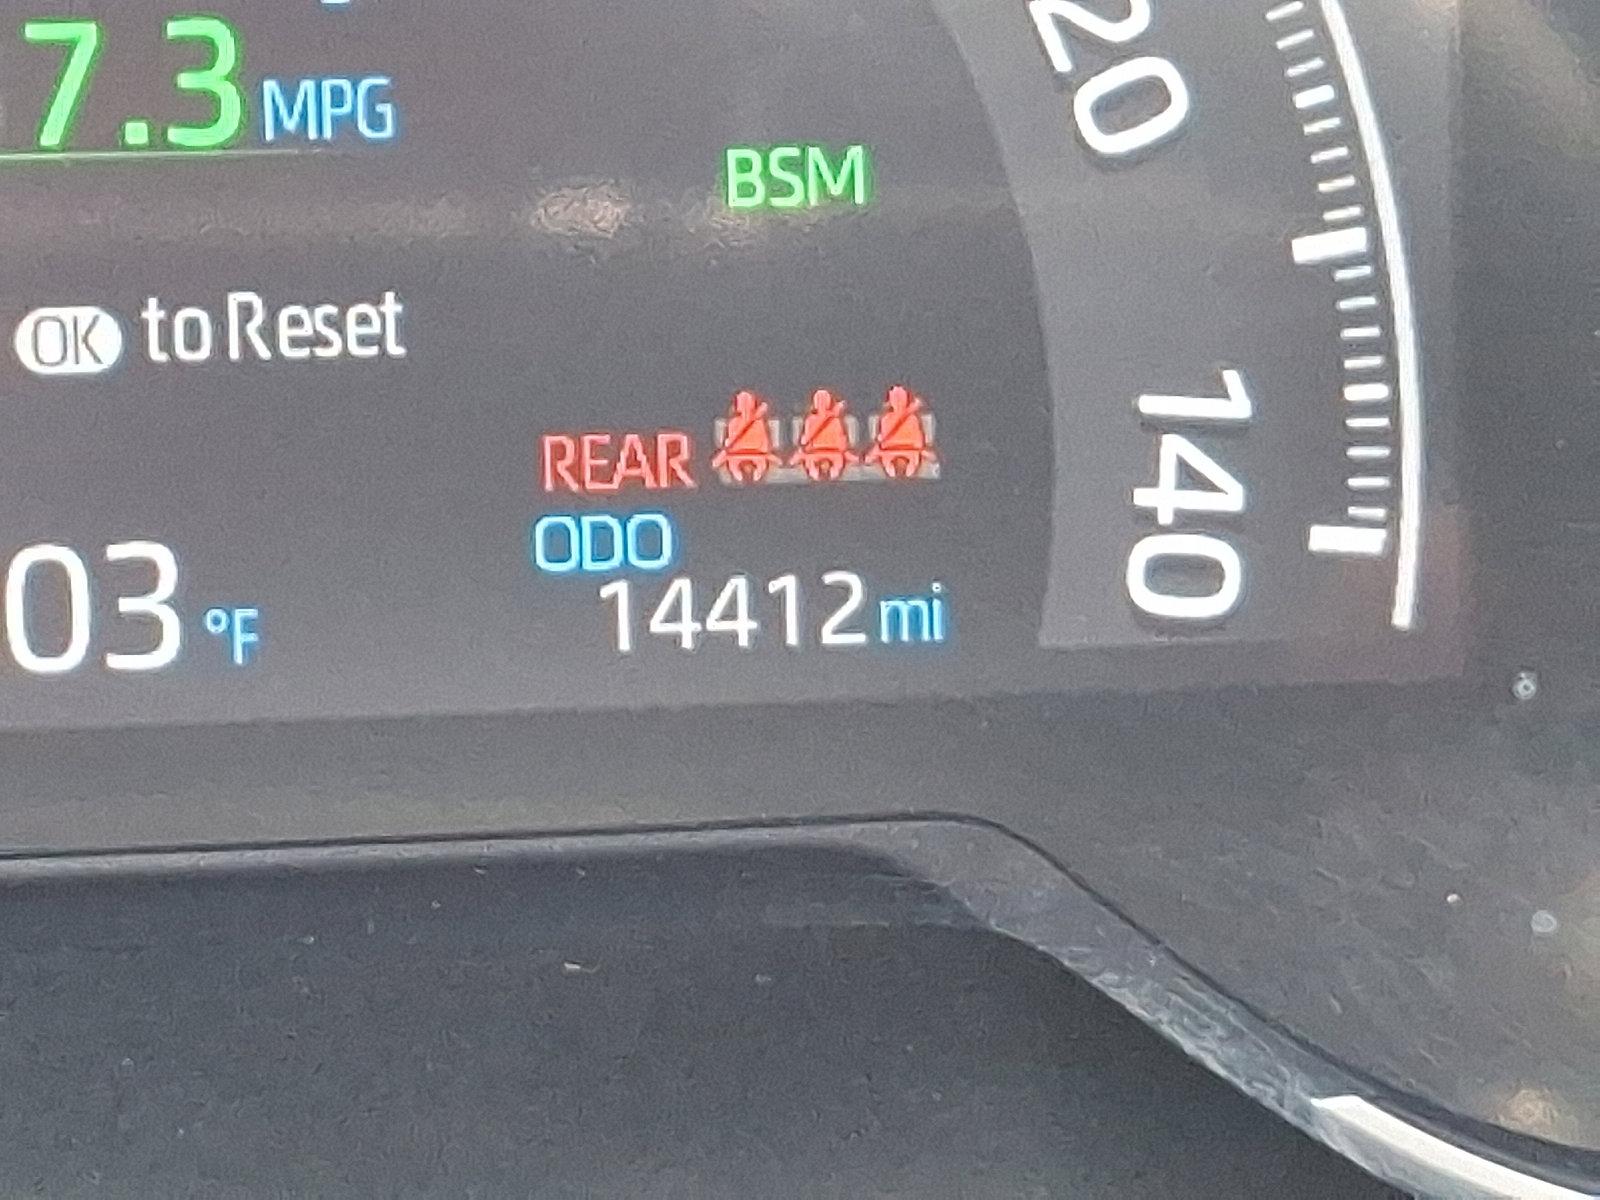 7.3 MPG
20
BSM
OK to Reset
140
REAR
ODO
03 °F
14412 mi